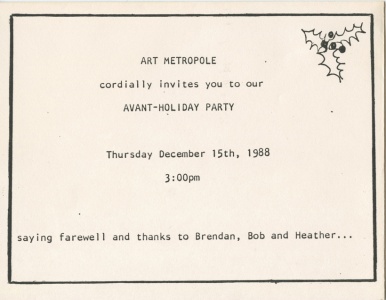 ART METROPOLE
cordially invites you to our
AVANT-HOLIDAY PARTY
Thursday December 15th, 1988
3:00pm
saying farewell and thanks to Brendan, Bob and Heather...